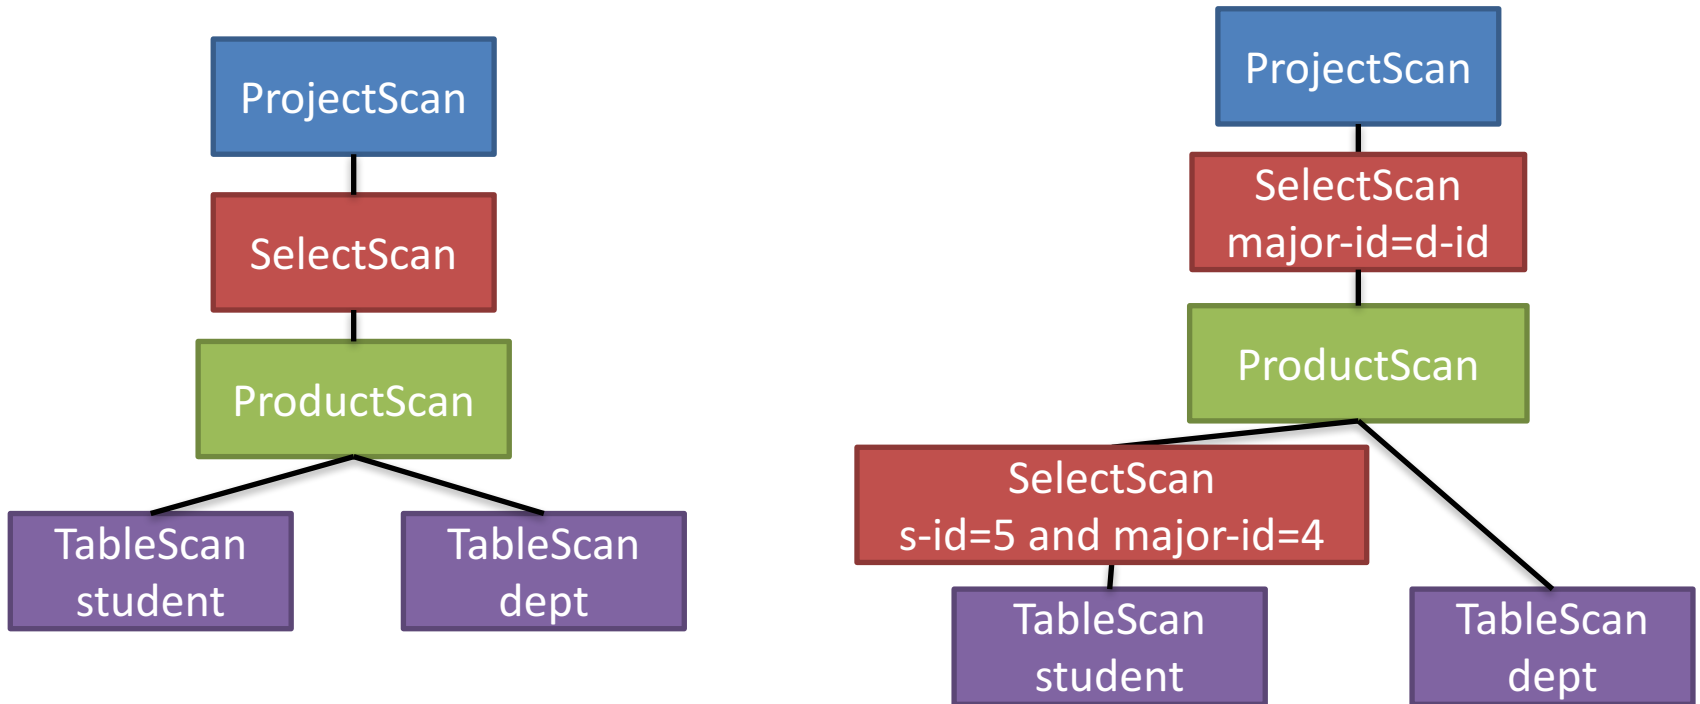 ProjectScan
SelectScan
ProductScan
TableScan
student
TableScan
dept
ProjectScan
SelectScan
major-id=d-id
ProductScan
SelectScan
s-id=5 and major-id=4
TableScan
student
TableScan
dept